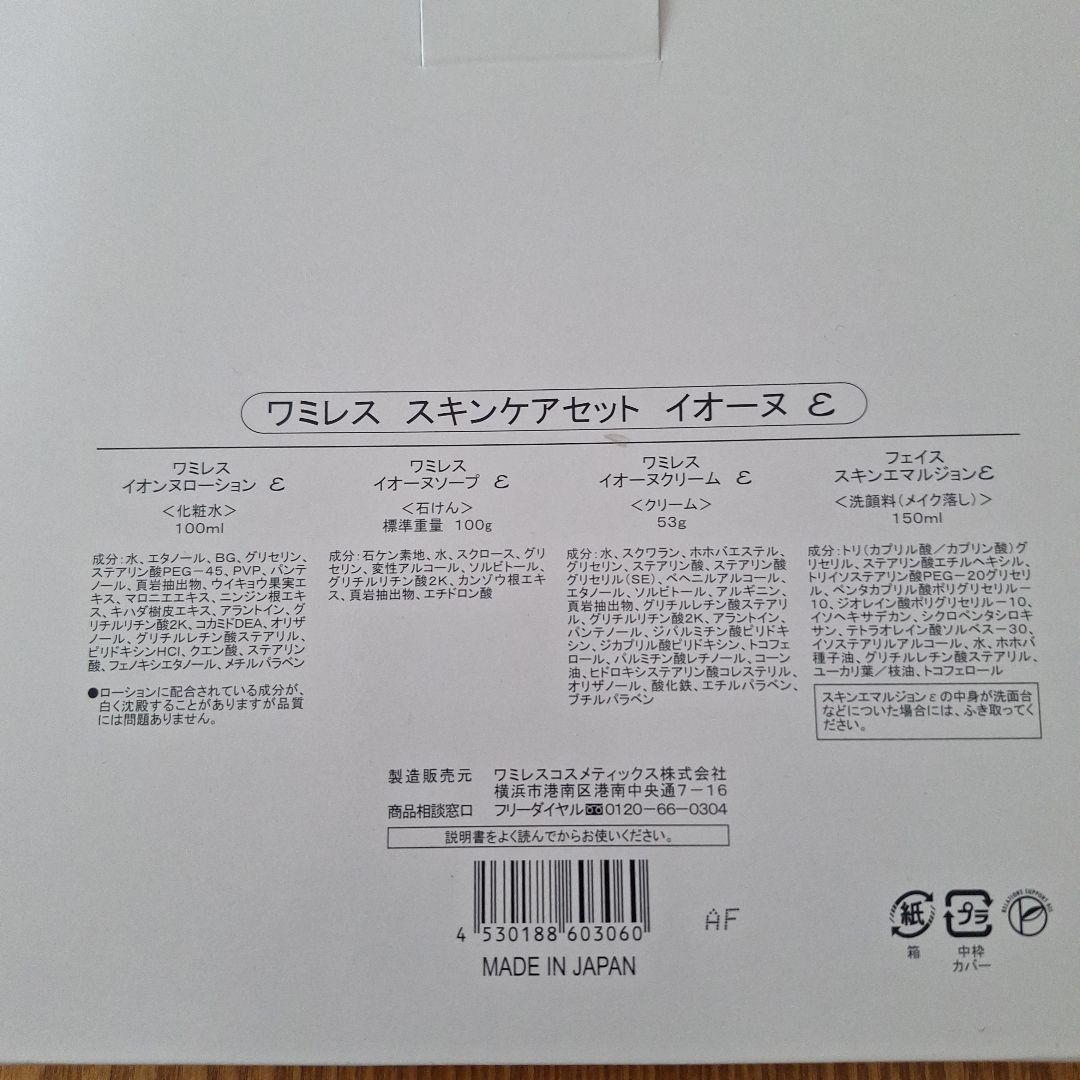 ワミレス スキンケアセット イオーヌ ε
ワミレス
イオンヌローション ε
＜化粧水＞
100ml
成分：水、エタノール、BG、グリセリン、
ステアリン酸PEG－45、PVP、パンテ
ノール、頁岩抽出物、ウイキョウ果実エ
キス、マロニエエキス、ニンジン根エキ
ス、キハダ樹皮エキス、アラントイン、グ
リチルリチン酸2K、コカミドDEA、オリザ
ノール、グリチルレチン酸ステアリル、
ピリドキシンHCl、クエン酸、ステアリン
酸、フェノキシエタノール、メチルパラベン
●ローションに配合されている成分が、
白く沈殿することがありますが品質
には問題ありません。
ワミレス
イオーヌソープ ε
＜石けん＞
標準重量 100g
成分：石ケン素地、水、スクロース、グリ
セリン、変性アルコール、ソルビトール、
グリチルリチン酸2K、カンゾウ根エキ
ス、頁岩抽出物、エチドロン酸
ワミレス
イオーヌクリーム ε
＜クリーム＞
53g
成分：水、スクワラン、ホホバエステル、
グリセリン、ステアリン酸、ステアリン酸
グリセリル（SE）、ベヘニルアルコール、
エタノール、ソルビトール、アルギニン、
頁岩抽出物、グリチルレチン酸ステアリ
ル、グリチルリチン酸2K、アラントイン、
パンテノール、ジパルミチン酸ピリドキ
シン、ジカプリル酸ピリドキシン、トコフェ
ロール、パルミチン酸レチノール、コーン
油、ヒドロキシステアリン酸コレステリル、
オリザノール、酸化鉄、エチルパラベン、
ブチルパラベン
フェイス
スキンエマルジョンε
＜洗顔料（メイク落し）＞
150ml
成分：トリ（カプリル酸／カプリン酸）グ
リセリル、ステアリン酸エチルヘキシル、
トリイソステアリン酸PEG－20グリセリ
ル、ペンタカプリル酸ポリグリセリル－
10、ジオレイン酸ポリグリセリル－10、
イソヘキサデカン、シクロペンタシロキ
サン、テトラオレイン酸ソルベス－30、
イソステアリルアルコール、水、ホホバ
種子油、グリチルレチン酸ステアリル、
ユーカリ葉／枝油、トコフェロール
スキンエマルジョンεの中身が洗面台
などについた場合には、ふき取ってく
ださい。
製造販売元 ワミレスコスメティックス株式会社
横浜市港南区港南中央通7－16
商品相談窓口 フリーダイヤル0120－66－0304
説明書をよく読んでからお使いください。
4 530188 603060
AF
MADE IN JAPAN
紙
箱
プラ
中枠
カバー